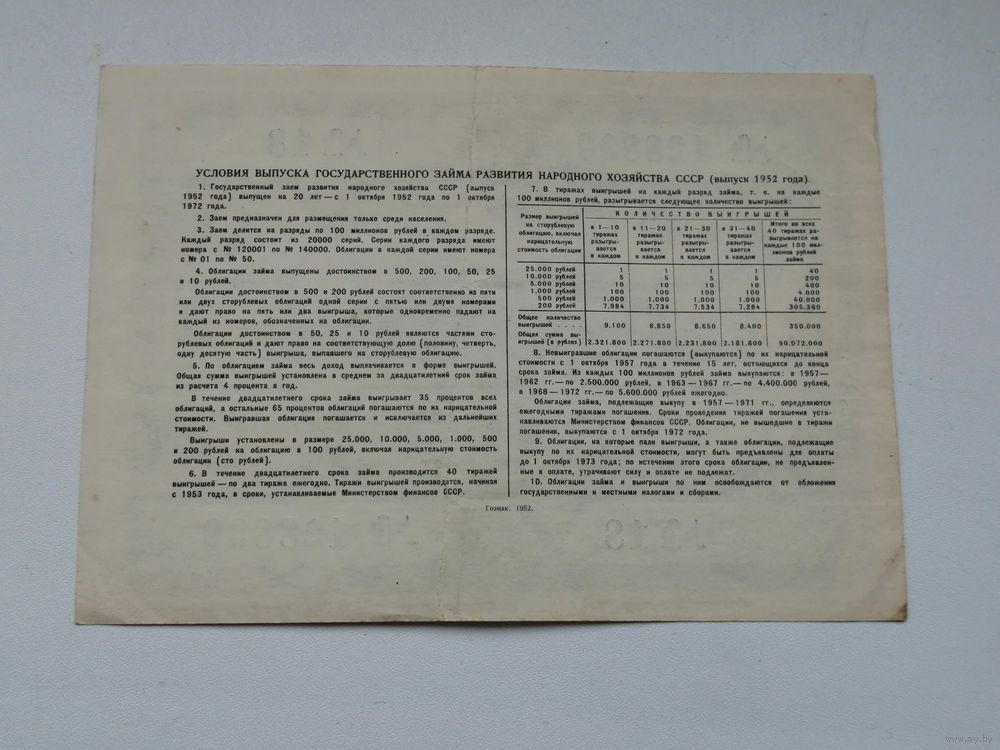 УСЛОВИЯ ВЫПУСКА ГОСУДАРСТВЕННОГО ЗАЙМА РАЗВИТИЯ НАРОДНОГО ХОЗЯЙСТВА СССР (выпуск 1952 года).
1. Государственный заем развития народного хозяйства СССР (выпуск
1952 года) выпущен на 20 лет — с 1 октября 1952 года по 1 октября
1972 года.
2. Заем предназначен для размещения только среди населения.
3. Заем делится на разряды по 100 миллионов рублей в каждом разряде.
Каждый разряд состоит из 20000 серий. Серии каждого разряда имеют
номера с № 120001 по № 140000. Облигации в каждой серии имеют номера
с № 01 по № 50.
4. Облигации займа выпущены достоинством в 500, 200, 100, 50, 25
и 10 рублей.
Облигации достоинством в 500 и 200 рублей состоят соответственно из пяти
или двух сторублевых облигаций одной серии с пятью или двумя номерами
и дают право на пять или два выигрыша, которые одновременно падают на
каждый из номеров, обозначенных на облигации.
Облигации достоинством в 50, 25 и 10 рублей являются частями сто-
рублевых облигаций и дают право на соответствующую долю (половину, четверть,
одну десятую часть) выигрыша, выпавшего на сторублевую облигацию.
5. По облигациям займа весь доход выплачивается в форме выигрышей.
Общая сумма выигрышей установлена в среднем за двадцатилетний срок займа
из расчета 4 процента в год.
В течение двадцатилетнего срока займа выигрывает 35 процентов всех
облигаций, а остальные 65 процентов облигаций погашаются по их нарицательной
стоимости. Выигравшая облигация погашается и исключается из дальнейших
тиражей.
Выигрыши установлены в размере 25.000, 10.000, 5.000, 1.000, 500
и 200 рублей на облигацию в 100 рублей, включая нарицательную стоимость
облигации (сто рублей).
6. В течение двадцатилетнего срока займа производится 40 тиражей
выигрышей — по два тиража ежегодно. Тиражи выигрышей производятся, начиная
с 1953 года, в сроки, устанавливаемые Министерством финансов СССР.
7. В тиражах выигрышей на каждый разряд займа, т. е. на каждые
100 миллионов рублей, разыгрывается следующее количество выигрышей:
Размер выигрышей
на сторублевую
облигацию, включая
нарицательную
стоимость облигации
КОЛИЧЕСТВО ВЫИГРЫШЕЙ
в 1—10
тиражах
разыгры-
вается
в каждом
в 11—20
тиражах
разыгры-
вается
в каждом
в 21—30
тиражах
разыгры-
вается
в каждом
в 31—40
тиражах
разыгры-
вается
в каждом
Итого во всех
40 тиражах ра-
зыгрывается на
каждые 100 мил-
лионов рублей
займа
25.000 рублей 1 1 1 1 40
10.000 рублей 5 5 5 5 200
5.000 рублей 10 10 10 10 400
1.000 рублей 100 100 100 100 4.000
500 рублей 1.000 1.000 1.000 1.000 40.000
200 рублей 7.984 7.734 7.534 7.284 305.360
Общее количество
выигрышей . . . . 9.100 8.850 8.650 8.400 350.000
Общая сумма вы-
игрышей (в рублях) 2.321.800 2.271.800 2.231.800 2.181.800 90.072.000
8. Невыигравшие облигации погашаются (выкупаются) по их нарицательной
стоимости с 1 октября 1957 года в течение 15 лет, остающихся до конца
срока займа. Из каждых 100 миллионов рублей займа выкупаются: в 1957—
1962 гг.— по 2.500.000 рублей, в 1963—1967 гг.— по 4.400.000 рублей,
в 1968—1972 гг.— по 5.600.000 рублей ежегодно.
Облигации займа, подлежащие выкупу в 1957—1971 гг., определяются
ежегодными тиражами погашения. Сроки проведения тиражей погашения уста-
навливаются Министерством финансов СССР. Облигации, не вышедшие в тиражи
погашения, выкупаются с 1 октября 1972 года.
9. Облигации, на которые пали выигрыши, а также облигации, подлежащие
выкупу по их нарицательной стоимости, могут быть предъявлены для оплаты
до 1 октября 1973 года; по истечении этого срока облигации, не предъявлен-
ные к оплате, утрачивают силу и оплате не подлежат.
10. Облигации займа и выигрыши по ним освобождаются от обложения
государственными и местными налогами и сборами.
Гознак. 1952.
www.ay.by